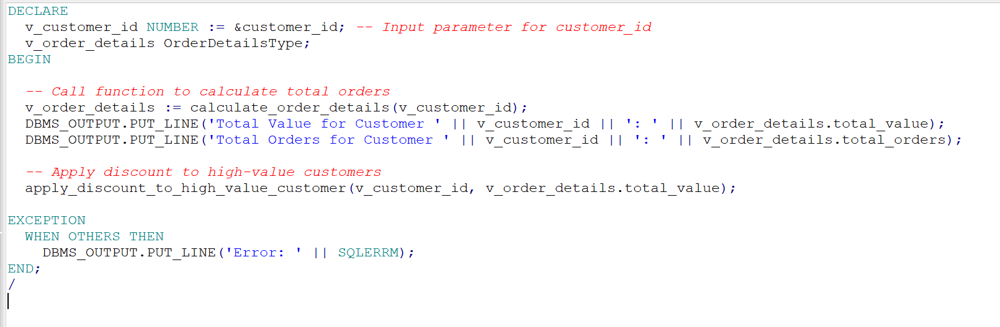 DECLARE
v_customer_id NUMBER := &customer_id; -- Input parameter for customer_id
v_order_details OrderDetailsType;
BEGIN
-- Call function to calculate total orders
v_order_details := calculate_order_details(v_customer_id);
DBMS_OUTPUT.PUT_LINE('Total Value for Customer ' || v_customer_id || ': ' || v_order_details.total_value);
DBMS_OUTPUT.PUT_LINE('Total Orders for Customer ' || v_customer_id || ': ' || v_order_details.total_orders);
-- Apply discount to high-value customers
apply_discount_to_high_value_customer(v_customer_id, v_order_details.total_value);
EXCEPTION
WHEN OTHERS THEN
DBMS_OUTPUT.PUT_LINE('Error: ' || SQLERRM);
END;
/